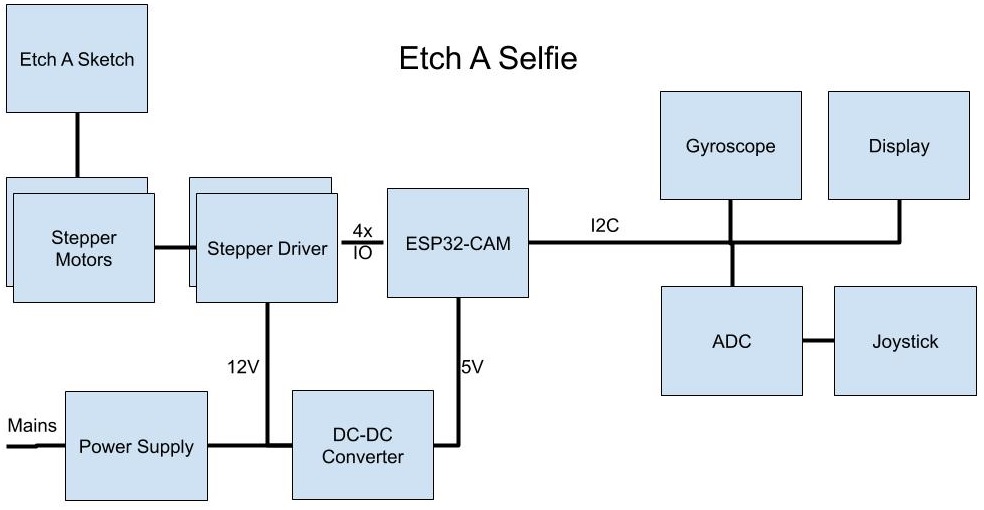 Etch A Selfie
Etch A Sketch
Gyroscope
Display
Stepper
Motors
Stepper Driver
4x
IO
ESP32-CAM
I2C
ADC
Joystick
12V
5V
Mains
Power Supply
DC-DC
Converter